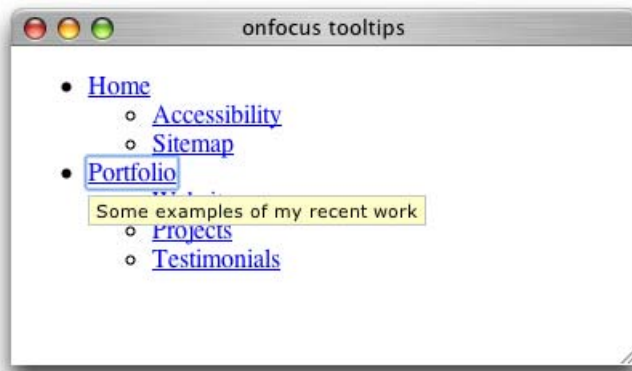 onfocus tooltips
Home
Accessibility
Sitemap
Portfolio
Some examples of my recent work
Projects
Testimonials